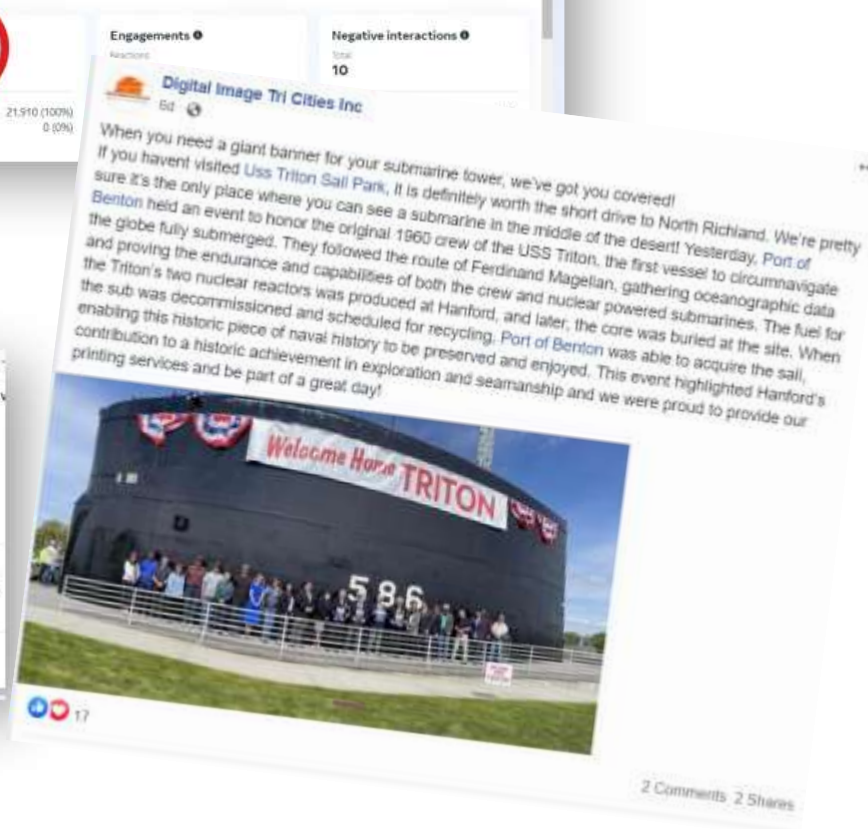 Engagements
Reactions
Negative interactions
Total
10
21,910 (100%)
0 (0%)
Digital Image Tri Cities Inc
6d
When you need a giant banner for your submarine tower, we've got you covered!
If you havent visited Uss Triton Sail Park, it is definitely worth the short drive to North Richland. We're pretty
sure it's the only place where you can see a submarine in the middle of the desert! Yesterday, Port of
Benton held an event to honor the original 1960 crew of the USS Triton, the first vessel to circumnavigate
the globe fully submerged. They followed the route of Ferdinand Magellan, gathering oceanographic data
and proving the endurance and capabilities of both the crew and nuclear powered submarines. The fuel for
the Triton's two nuclear reactors was produced at Hanford, and later, the core was buried at the site. When
the sub was decommissioned and scheduled for recycling, Port of Benton was able to acquire the sail,
enabling this historic piece of naval history to be preserved and enjoyed. This event highlighted Hanford's
contribution to a historic achievement in exploration and seamanship and we were proud to provide our
printing services and be part of a great day!
Welcome Home TRITON
586
17
2 Comments 2 Shares